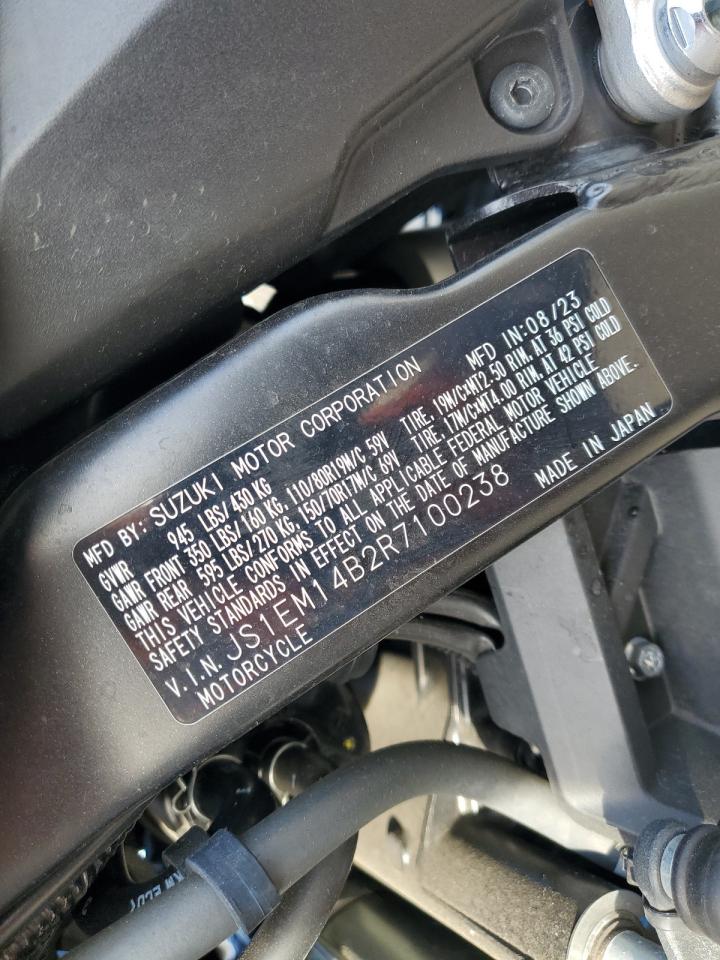 MFD BY: SUZUKI MOTOR CORPORATION MFD IN:08/23
GVWR 945 LBS/430 KG
GAWR FRONT 350 LBS/160 KG, 110/80R19M/C 59V TIRE, 19M/C×MT2.50 RIM, AT 36 PSI COLD
GAWR REAR 595 LBS/270 KG, 150/70R17M/C 69V TIRE, 17M/C×MT4.00 RIM, AT 42 PSI COLD
THIS VEHICLE CONFORMS TO ALL APPLICABLE FEDERAL MOTOR VEHICLE
SAFETY STANDARDS IN EFFECT ON THE DATE OF MANUFACTURE SHOWN ABOVE.
V.I.N. JS1EM14B2R7100238 MADE IN JAPAN
MOTORCYCLE